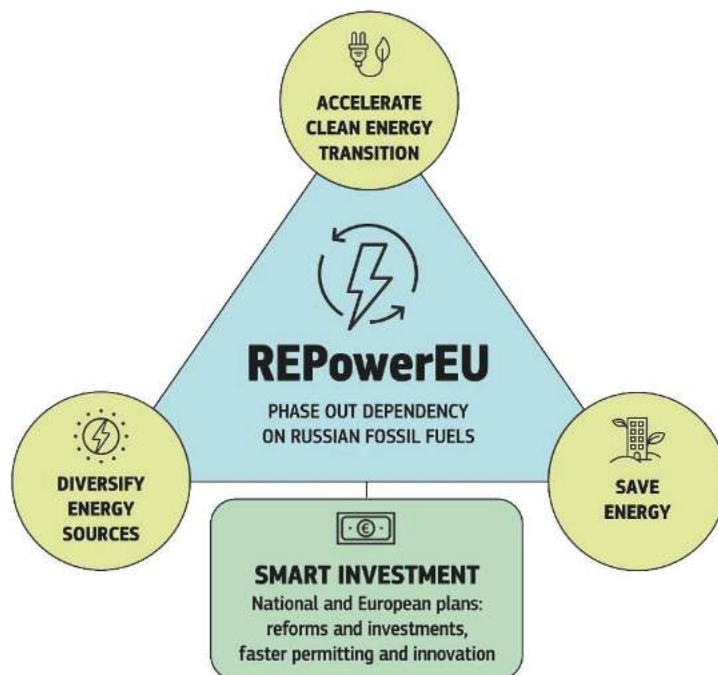 ACCELERATE
CLEAN ENERGY
TRANSITION
REPowerEU
PHASE OUT DEPENDENCY
ON RUSSIAN FOSSIL FUELS
DIVERSIFY
ENERGY
SOURCES
SAVE
ENERGY
€
SMART INVESTMENT
National and European plans:
reforms and investments,
faster permitting and innovation